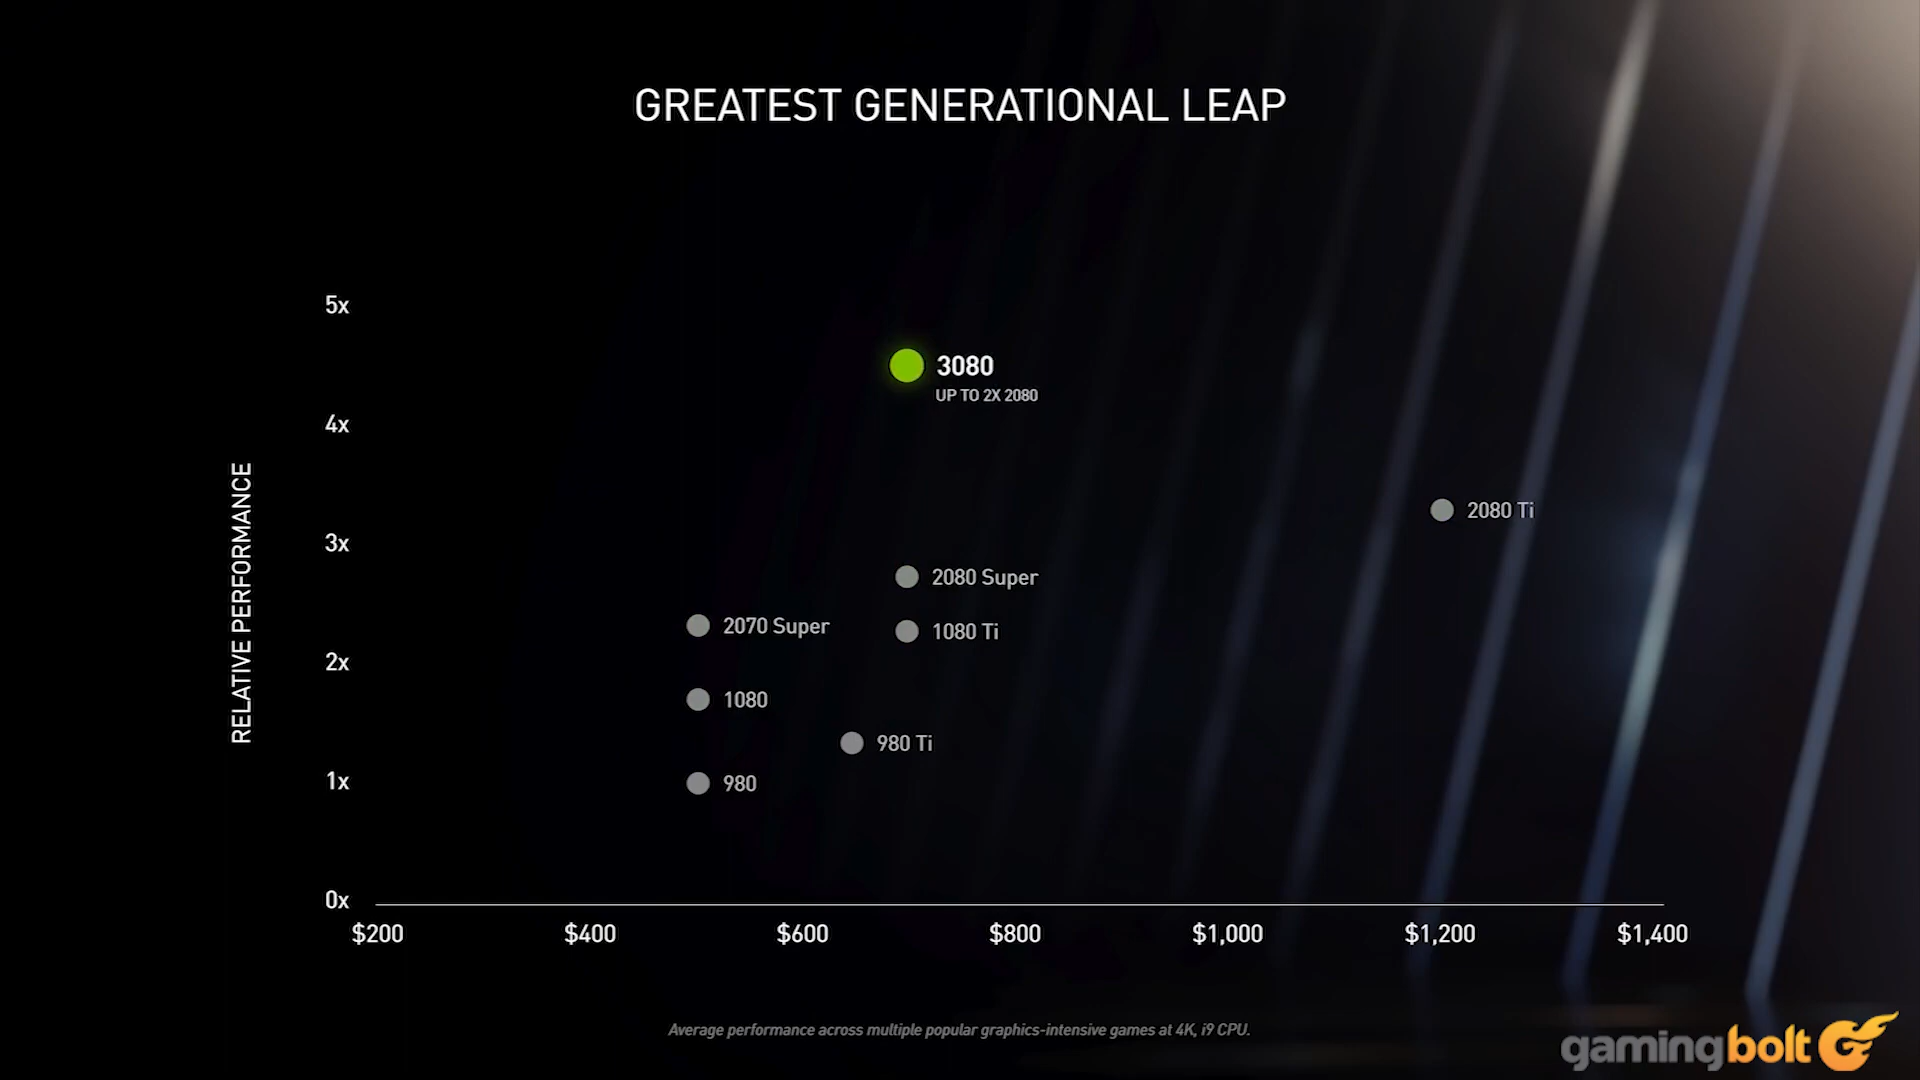 GREATEST GENERATIONAL LEAP
5x
3080
UP TO 2X 2080
4x
RELATIVE PERFORMANCE
2080 Ti
3x
2080 Super
2070 Super
1080 Ti
2x
1080
980 Ti
1x
980
0x
$200 $400 $600 $800 $1,000 $1,200 $1,400
Average performance across multiple popular graphics-intensive games at 4K, i9 CPU.
gamingbolt